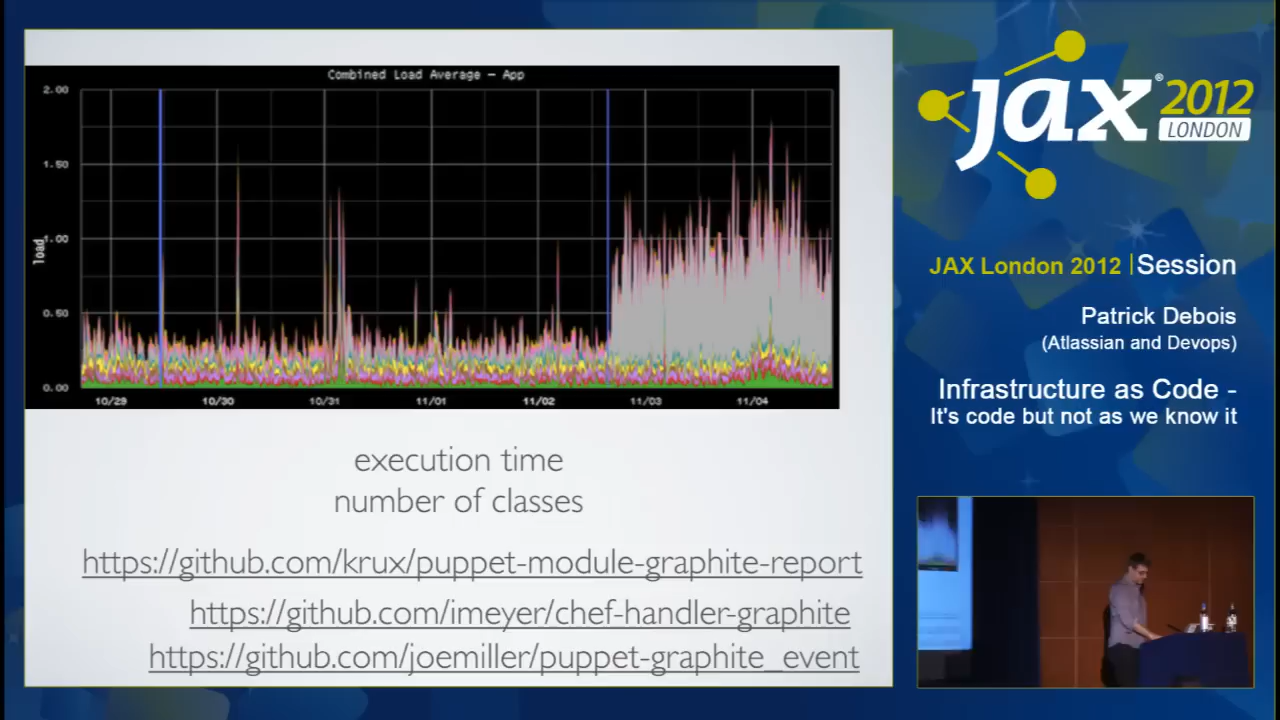 Combined Load Average - App
2.00
1.50
1.00
0.50
0.00
load
10/29 10/30 10/31 11/01 11/02 11/03 11/04
execution time
number of classes
https://github.com/krux/puppet-module-graphite-report
https://github.com/imeyer/chef-handler-graphite
https://github.com/joemiller/puppet-graphite_event
jax® 2012
LONDON
JAX London 2012 | Session
Patrick Debois
(Atlassian and Devops)
Infrastructure as Code -
It's code but not as we know it